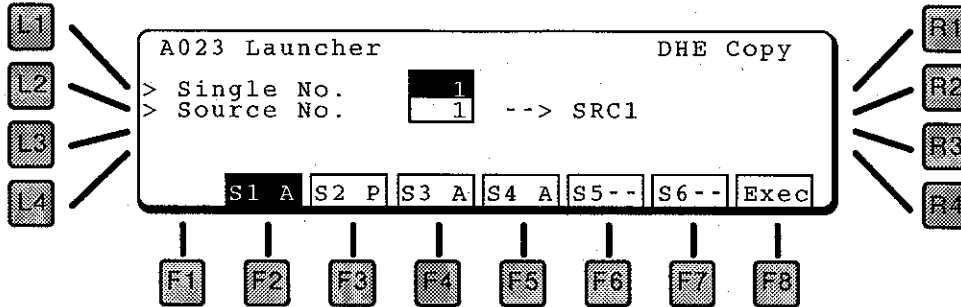 L1 R1
A023 Launcher DHE Copy
L2 > Single No. 1 R2
> Source No. 1 --> SRC1
L3 R3
L4 S1 A S2 P S3 A S4 A S5-- S6-- Exec R4
F1 F2 F3 F4 F5 F6 F7 F8